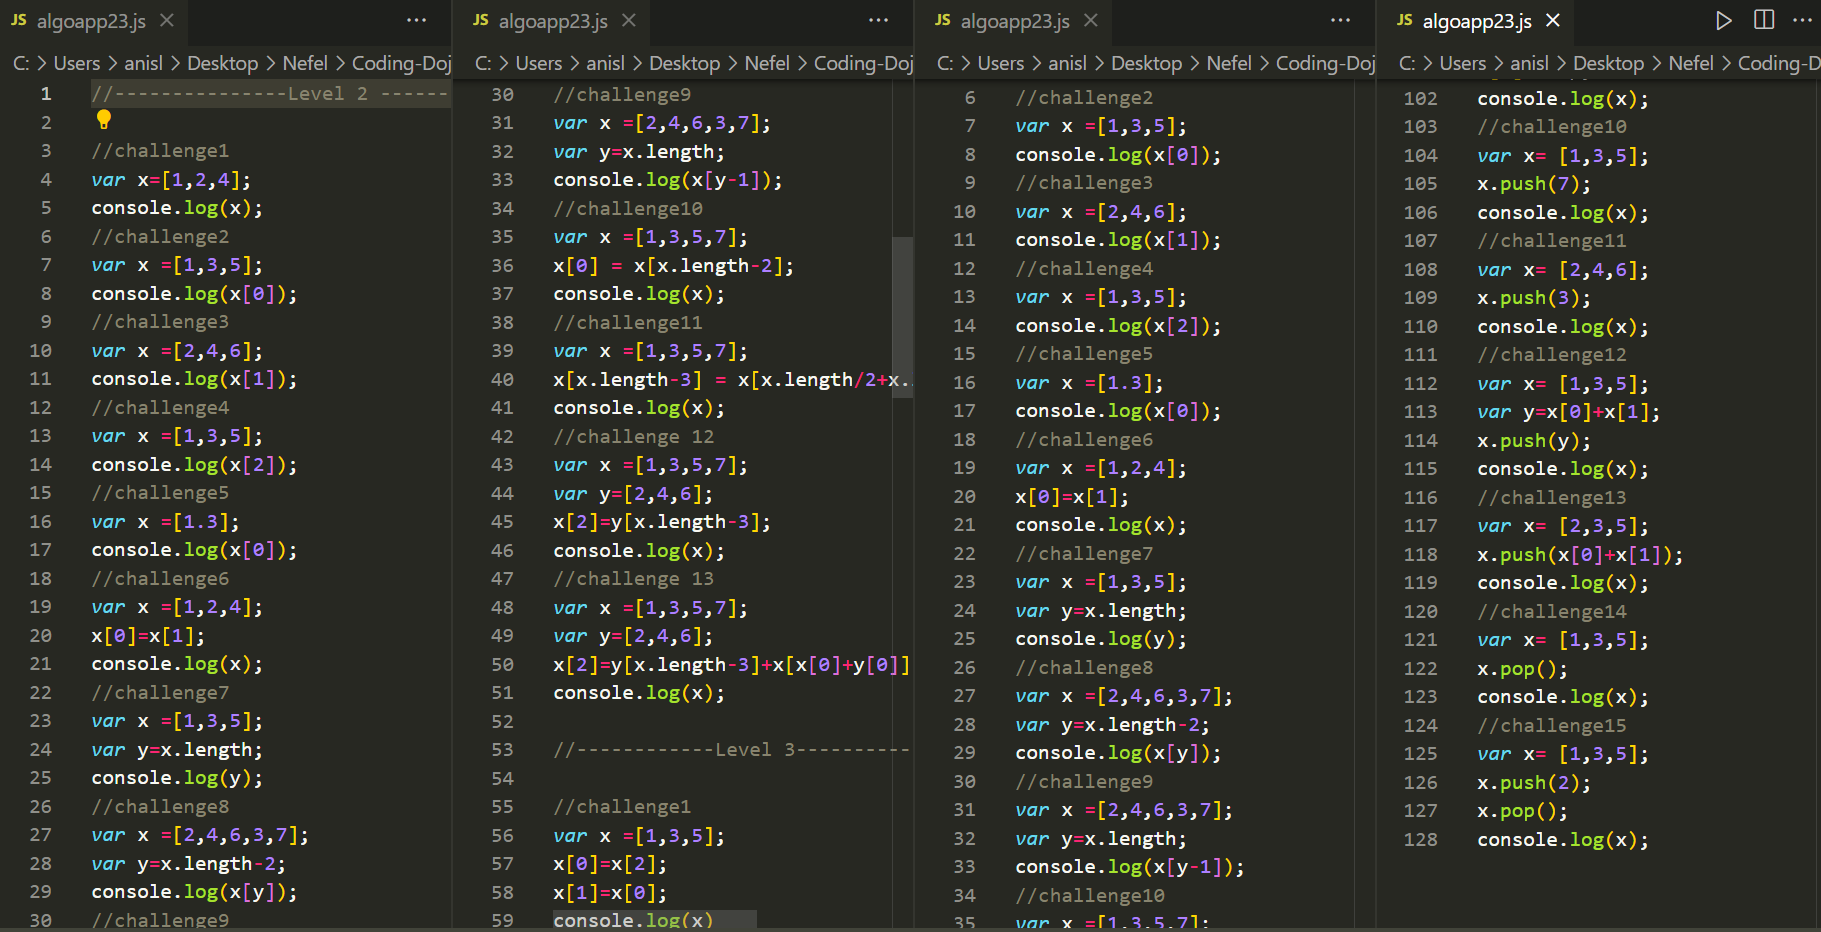 JS algoapp23.js
C: > Users > anisl > Desktop > Nefel > Coding-Doj
1 //---------------Level 2 ------
2
3 //challenge1
4 var x=[1,2,4];
5 console.log(x);
6 //challenge2
7 var x =[1,3,5];
8 console.log(x[0]);
9 //challenge3
10 var x =[2,4,6];
11 console.log(x[1]);
12 //challenge4
13 var x =[1,3,5];
14 console.log(x[2]);
15 //challenge5
16 var x =[1.3];
17 console.log(x[0]);
18 //challenge6
19 var x =[1,2,4];
20 x[0]=x[1];
21 console.log(x);
22 //challenge7
23 var x =[1,3,5];
24 var y=x.length;
25 console.log(y);
26 //challenge8
27 var x =[2,4,6,3,7];
28 var y=x.length-2;
29 console.log(x[y]);
30 //challenge9
JS algoapp23.js
C: > Users > anisl > Desktop > Nefel > Coding-Doj
30 //challenge9
31 var x =[2,4,6,3,7];
32 var y=x.length;
33 console.log(x[y-1]);
34 //challenge10
35 var x =[1,3,5,7];
36 x[0] = x[x.length-2];
37 console.log(x);
38 //challenge11
39 var x =[1,3,5,7];
40 x[x.length-3] = x[x.length/2+x.
41 console.log(x);
42 //challenge 12
43 var x =[1,3,5,7];
44 var y=[2,4,6];
45 x[2]=y[x.length-3];
46 console.log(x);
47 //challenge 13
48 var x =[1,3,5,7];
49 var y=[2,4,6];
50 x[2]=y[x.length-3]+x[x[0]+y[0]]
51 console.log(x);
52
53 //------------Level 3----------
54
55 //challenge1
56 var x =[1,3,5];
57 x[0]=x[2];
58 x[1]=x[0];
59 console.log(x)
JS algoapp23.js
C: > Users > anisl > Desktop > Nefel > Coding-Doj
6 //challenge2
7 var x =[1,3,5];
8 console.log(x[0]);
9 //challenge3
10 var x =[2,4,6];
11 console.log(x[1]);
12 //challenge4
13 var x =[1,3,5];
14 console.log(x[2]);
15 //challenge5
16 var x =[1.3];
17 console.log(x[0]);
18 //challenge6
19 var x =[1,2,4];
20 x[0]=x[1];
21 console.log(x);
22 //challenge7
23 var x =[1,3,5];
24 var y=x.length;
25 console.log(y);
26 //challenge8
27 var x =[2,4,6,3,7];
28 var y=x.length-2;
29 console.log(x[y]);
30 //challenge9
31 var x =[2,4,6,3,7];
32 var y=x.length;
33 console.log(x[y-1]);
34 //challenge10
35 var x =[1,3,5,7];
JS algoapp23.js
C: > Users > anisl > Desktop > Nefel > Coding-D
102 console.log(x);
103 //challenge10
104 var x= [1,3,5];
105 x.push(7);
106 console.log(x);
107 //challenge11
108 var x= [2,4,6];
109 x.push(3);
110 console.log(x);
111 //challenge12
112 var x= [1,3,5];
113 var y=x[0]+x[1];
114 x.push(y);
115 console.log(x);
116 //challenge13
117 var x= [2,3,5];
118 x.push(x[0]+x[1]);
119 console.log(x);
120 //challenge14
121 var x= [1,3,5];
122 x.pop();
123 console.log(x);
124 //challenge15
125 var x= [1,3,5];
126 x.push(2);
127 x.pop();
128 console.log(x);